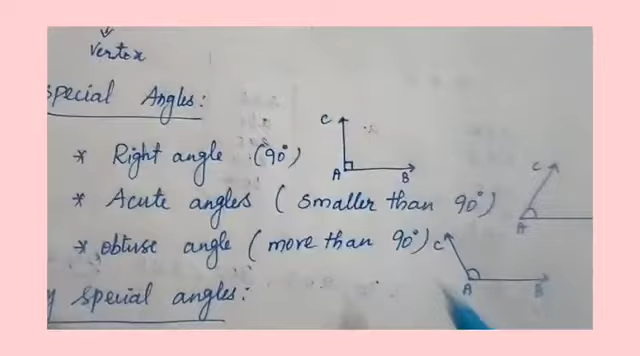 Vertex
special Angles:
C
* Right angle (90°)
A B
C
* Acute angles ( smaller than 90°)
A
* obtuse angle ( more than 90°)
C
A B
y special angles: